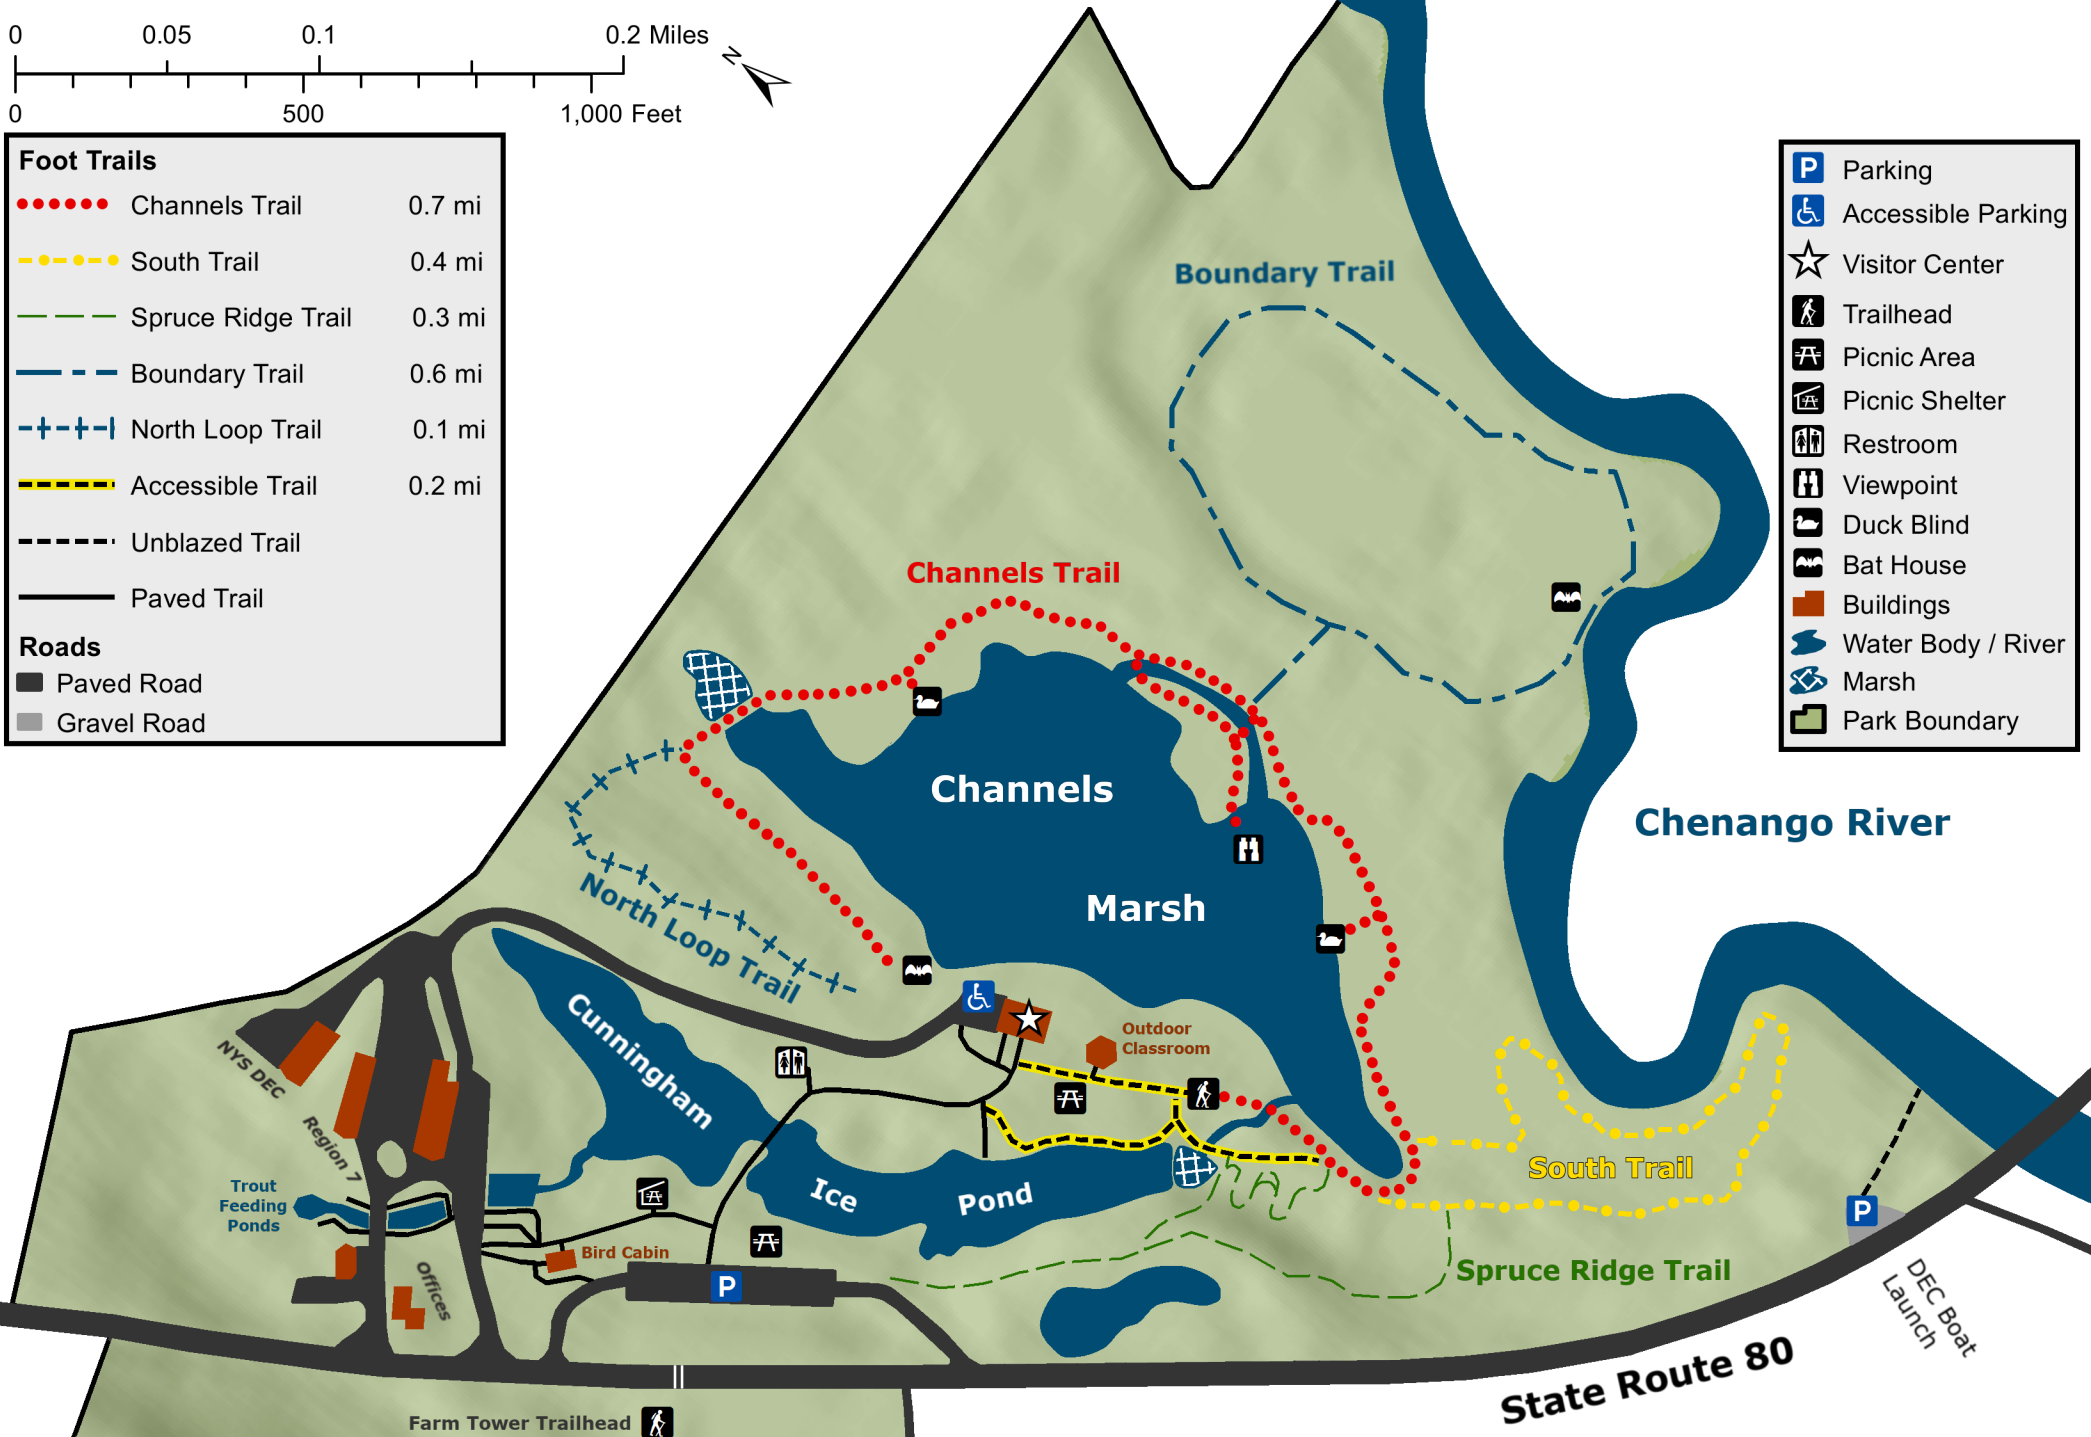 0 0.05 0.1 0.2 Miles
0 500 1,000 Feet
N
Foot Trails
Channels Trail 0.7 mi
South Trail 0.4 mi
Spruce Ridge Trail 0.3 mi
Boundary Trail 0.6 mi
North Loop Trail 0.1 mi
Accessible Trail 0.2 mi
Unblazed Trail
Paved Trail
Roads
Paved Road
Gravel Road
P Parking
Accessible Parking
Visitor Center
Trailhead
Picnic Area
Picnic Shelter
Restroom
Viewpoint
Duck Blind
Bat House
Buildings
Water Body / River
Marsh
Park Boundary
Boundary Trail
Channels Trail
Channels
Marsh
Chenango River
North Loop Trail
Cunningham
Outdoor
Classroom
NYS DEC
Region 7
Trout
Feeding
Ponds
Ice
Pond
South Trail
Bird Cabin
Offices
P
Spruce Ridge Trail
P
DEC Boat
Launch
State Route 80
Farm Tower Trailhead